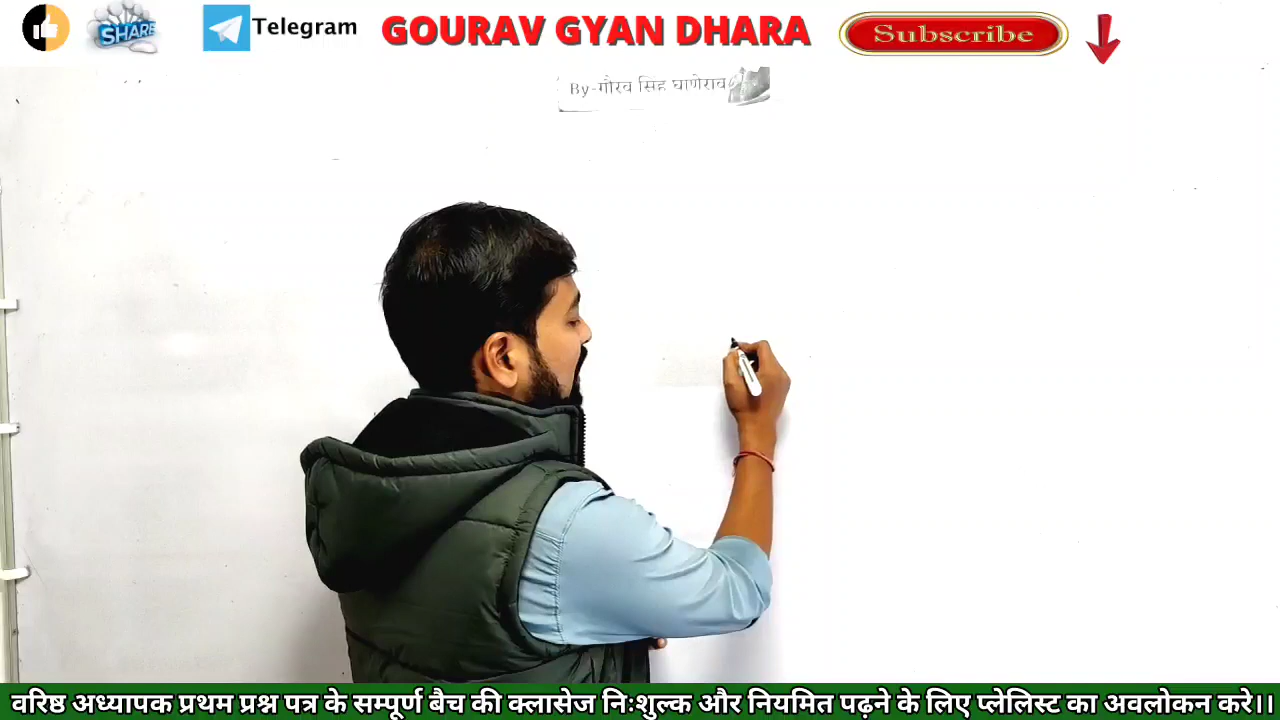 SHARE
Telegram
GOURAV GYAN DHARA
Subscribe
By-गौरव सिंह घाणेराव
वरिष्ठ अध्यापक प्रथम प्रश्न पत्र के सम्पूर्ण बैच की क्लासेज निःशुल्क और नियमित पढ़ने के लिए प्लेलिस्ट का अवलोकन करे।।